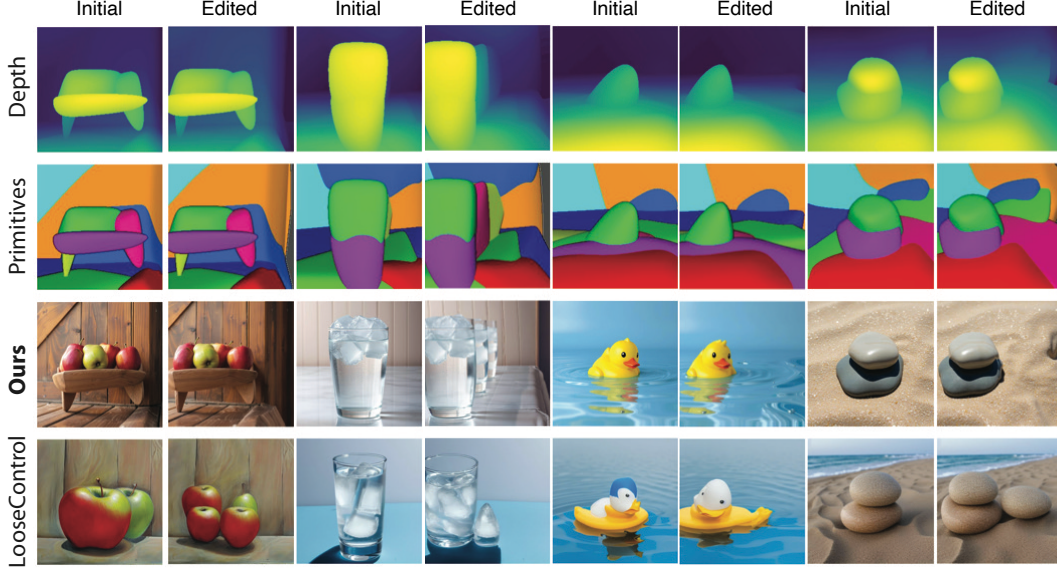 Initial Edited Initial Edited Initial Edited Initial Edited
Depth
Primitives
Ours
LooseControl